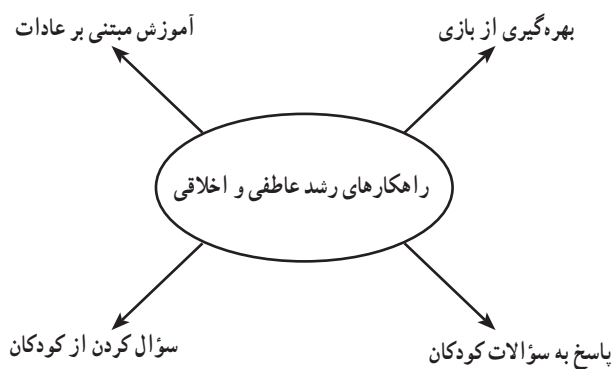 بهره‌گیری از بازی
آموزش مبتنی بر عادات
راهکارهای رشد عاطفی و اخلاقی
پاسخ به سؤالات کودکان
سؤال کردن از کودکان